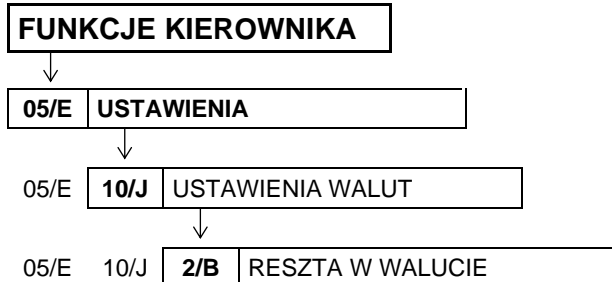 FUNKCJE KIEROWNIKA
05/E USTAWIENIA
05/E 10/J USTAWIENIA WALUT
05/E 10/J 2/B RESZTA W WALUCIE